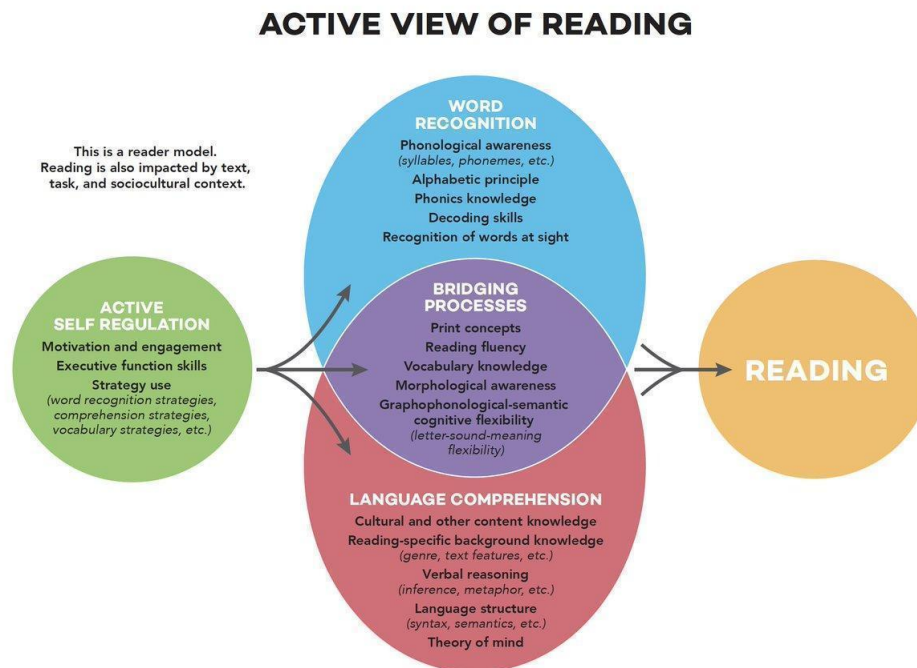 ACTIVE VIEW OF READING
This is a reader model.
Reading is also impacted by text,
task, and sociocultural context.
WORD
RECOGNITION
Phonological awareness
(syllables, phonemes, etc.)
Alphabetic principle
Phonics knowledge
Decoding skills
Recognition of words at sight
ACTIVE
SELF REGULATION
Motivation and engagement
Executive function skills
Strategy use
(word recognition strategies,
comprehension strategies,
vocabulary strategies, etc.)
BRIDGING
PROCESSES
Print concepts
Reading fluency
Vocabulary knowledge
Morphological awareness
Graphophonological-semantic
cognitive flexibility
(letter-sound-meaning
flexibility)
READING
LANGUAGE COMPREHENSION
Cultural and other content knowledge
Reading-specific background knowledge
(genre, text features, etc.)
Verbal reasoning
(inference, metaphor, etc.)
Language structure
(syntax, semantics, etc.)
Theory of mind